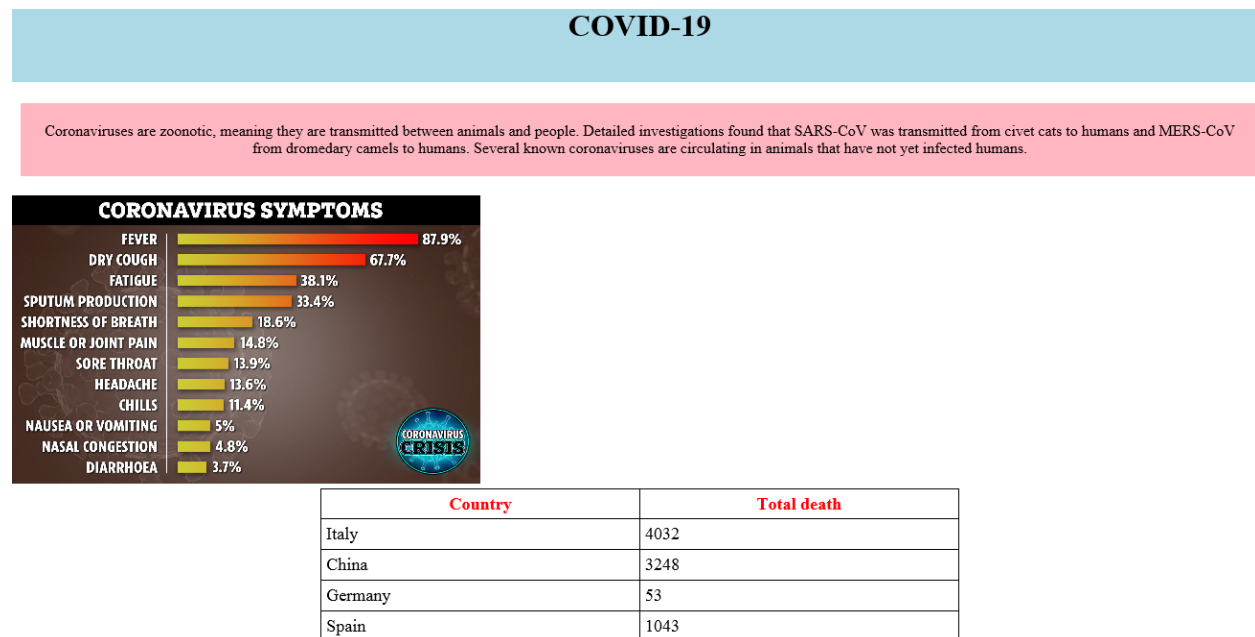 COVID-19
Coronaviruses are zoonotic, meaning they are transmitted between animals and people. Detailed investigations found that SARS-CoV was transmitted from civet cats to humans and MERS-CoV
from dromedary camels to humans. Several known coronaviruses are circulating in animals that have not yet infected humans.
CORONAVIRUS SYMPTOMS
FEVER 87.9%
DRY COUGH 67.7%
FATIGUE 38.1%
SPUTUM PRODUCTION 33.4%
SHORTNESS OF BREATH 18.6%
MUSCLE OR JOINT PAIN 14.8%
SORE THROAT 13.9%
HEADACHE 13.6%
CHILLS 11.4%
NAUSEA OR VOMITING 5%
NASAL CONGESTION 4.8%
DIARRHOEA 3.7%
CORONAVIRUS
CRISIS
Country Total death
Italy 4032
China 3248
Germany 53
Spain 1043